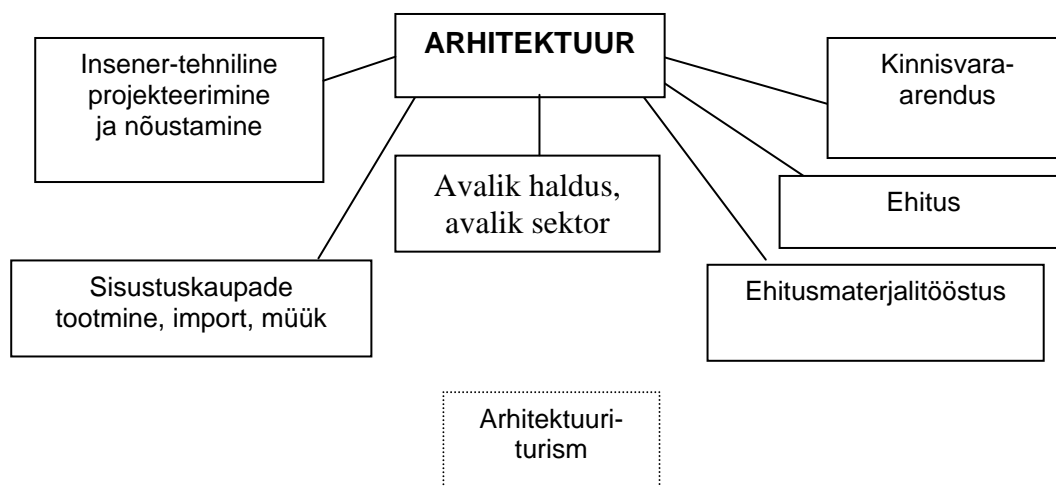 ARHITEKTUUR
Insener-tehniline
projekteerimine
ja nõustamine
Kinnisvara-
arendus
Avalik haldus,
avalik sektor
Ehitus
Sisustuskaupade
tootmine, import, müük
Ehitusmaterjalitööstus
Arhitektuuri-
turism